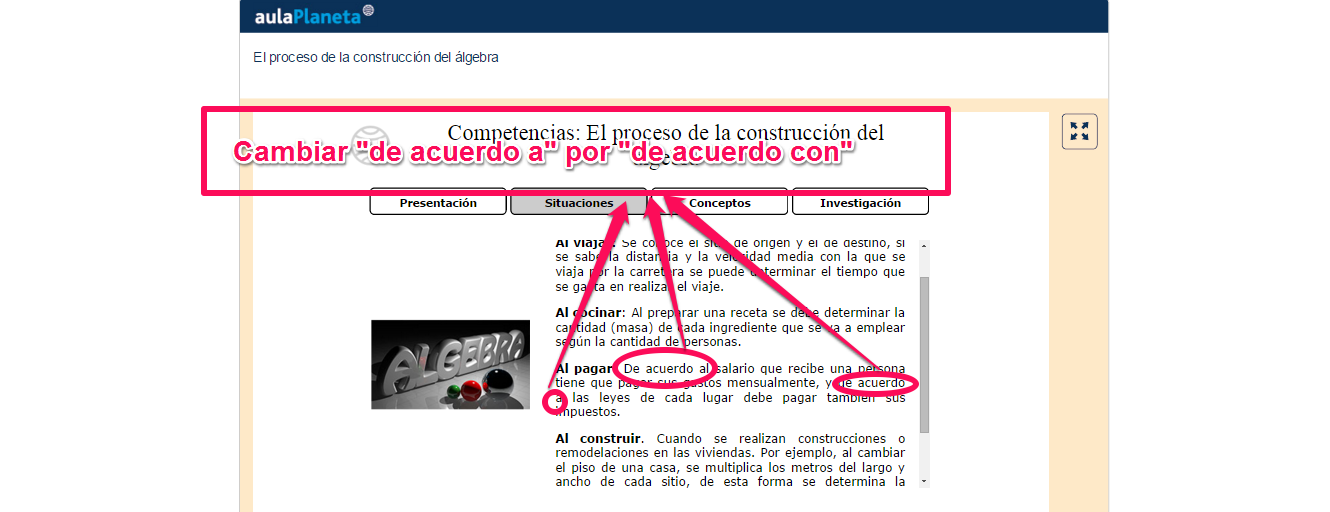 aulaPlaneta
El proceso de la construcción del álgebra
Competencias: El proceso de la construcción del
Cambiar "de acuerdo a" por "de acuerdo con"
Presentación Situaciones Conceptos Investigación
Al viajar. Se conoce el sitio de origen y el de destino, si
se sabe la distancia y la velocidad media con la que se
viaja por la carretera se puede determinar el tiempo que
se gasta en realizar el viaje.
Al cocinar: Al preparar una receta se debe determinar la
cantidad (masa) de cada ingrediente que se va a emplear
según la cantidad de personas.
ALGEBRA
Al pagar. De acuerdo al salario que recibe una persona
tiene que pagar sus gastos mensualmente, y de acuerdo
a las leyes de cada lugar debe pagar también sus
impuestos.
Al construir. Cuando se realizan construcciones o
remodelaciones en las viviendas. Por ejemplo, al cambiar
el piso de una casa, se multiplica los metros del largo y
ancho de cada sitio, de esta forma se determina la